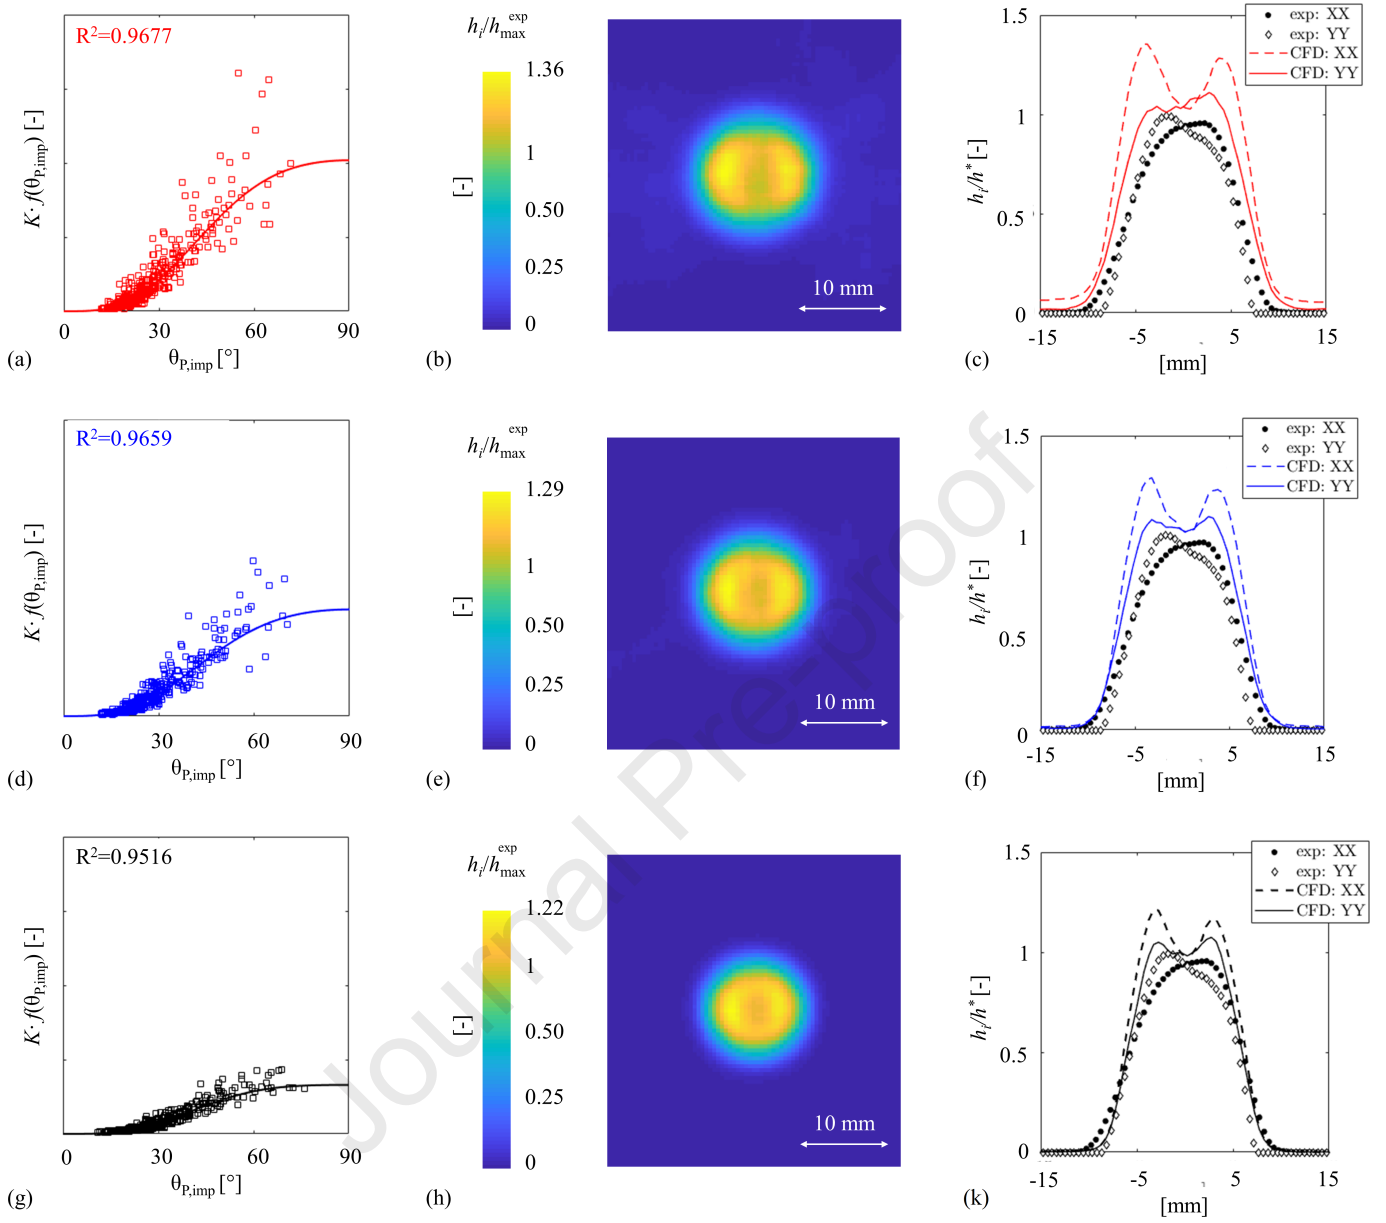 R²=0.9677
K· f(θP,imp) [-]
0 30 60 90
θP,imp [°]
(a)
hi/hmax exp
1.36
1
0.50
0.25
0
[-]
10 mm
(b)
1.5
1
0.5
0
hi/h* [-]
-15 -5 5 15
[mm]
exp: XX
exp: YY
CFD: XX
CFD: YY
(c)
R²=0.9659
K· f(θP,imp) [-]
0 30 60 90
θP,imp [°]
(d)
hi/hmax exp
1.29
1
0.50
0.25
0
[-]
10 mm
(e)
1.5
1
0.5
0
hi/h* [-]
-15 -5 5 15
[mm]
exp: XX
exp: YY
CFD: XX
CFD: YY
(f)
R²=0.9516
K· f(θP,imp) [-]
0 30 60 90
θP,imp [°]
(g)
hi/hmax exp
1.22
1
0.50
0.25
0
[-]
10 mm
(h)
1.5
1
0.5
0
hi/h* [-]
-15 -5 5 15
[mm]
exp: XX
exp: YY
CFD: XX
CFD: YY
(k)
Journal Pre-proof